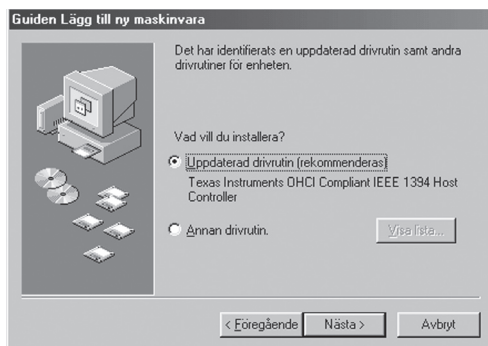 Guiden Lägg till ny maskinvara
Det har identifierats en uppdaterad drivrutin samt andra
drivrutiner för enheten.
Vad vill du installera?
Uppdaterad drivrutin (rekommenderas)
Texas Instruments OHCI Compliant IEEE 1394 Host
Controller
Annan drivrutin.
Visa lista...
< Föregående
Nästa >
Avbryt